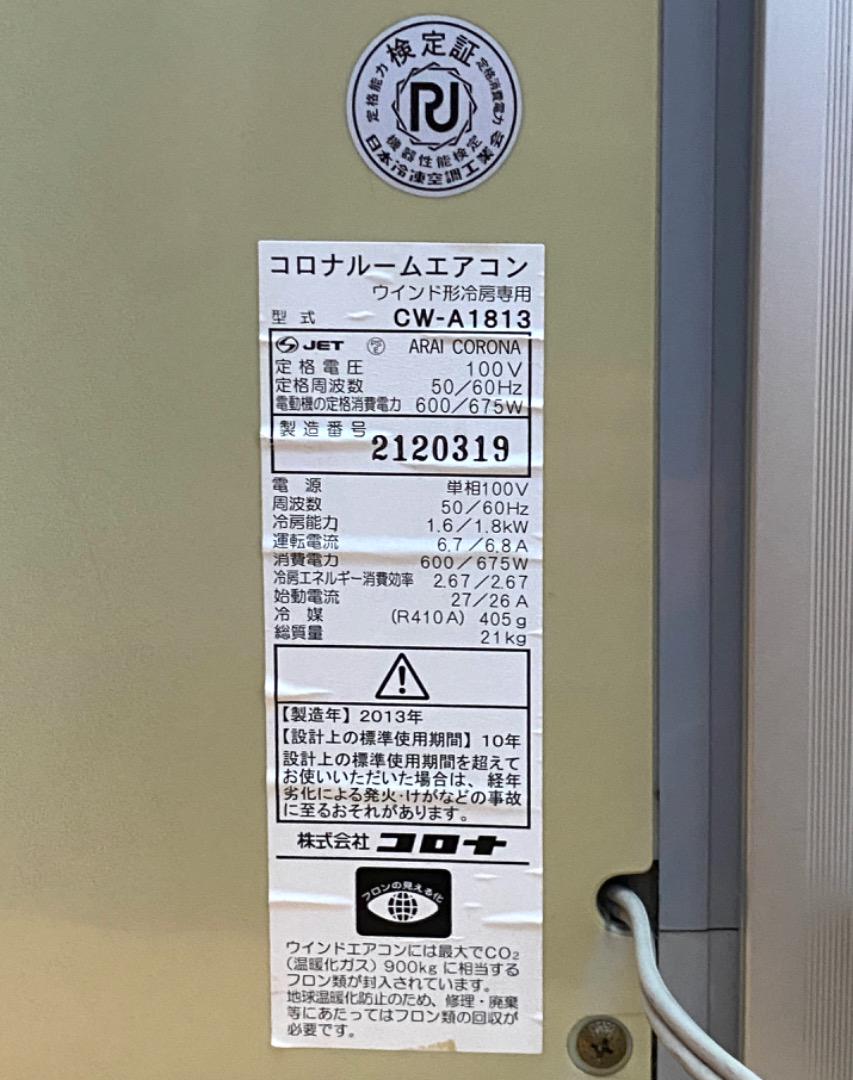 検定証
定格能力
定格消費電力
RJ
機器性能検定
日本冷凍空調工業会
コロナルームエアコン
ウインド形冷房専用
型式 CW-A1813
JET ARAI CORONA
定格電圧 100V
定格周波数 50/60Hz
電動機の定格消費電力 600/675W
製造番号 2120319
電源 単相100V
周波数 50/60Hz
冷房能力 1.6/1.8kW
運転電流 6.7/6.8A
消費電力 600/675W
冷房エネルギー消費効率 2.67/2.67
始動電流 27/26A
冷媒 (R410A) 405g
総質量 21kg
【製造年】2013年
【設計上の標準使用期間】10年
設計上の標準使用期間を超えて
お使いいただいた場合は、経年
劣化による発火・けがなどの事故
に至るおそれがあります。
株式会社 コロナ
フロンの見える化
ウインドエアコンには最大でCO₂
(温暖化ガス)900kgに相当する
フロン類が封入されています。
地球温暖化防止のため、修理・廃棄
等にあたってはフロン類の回収が
必要です。